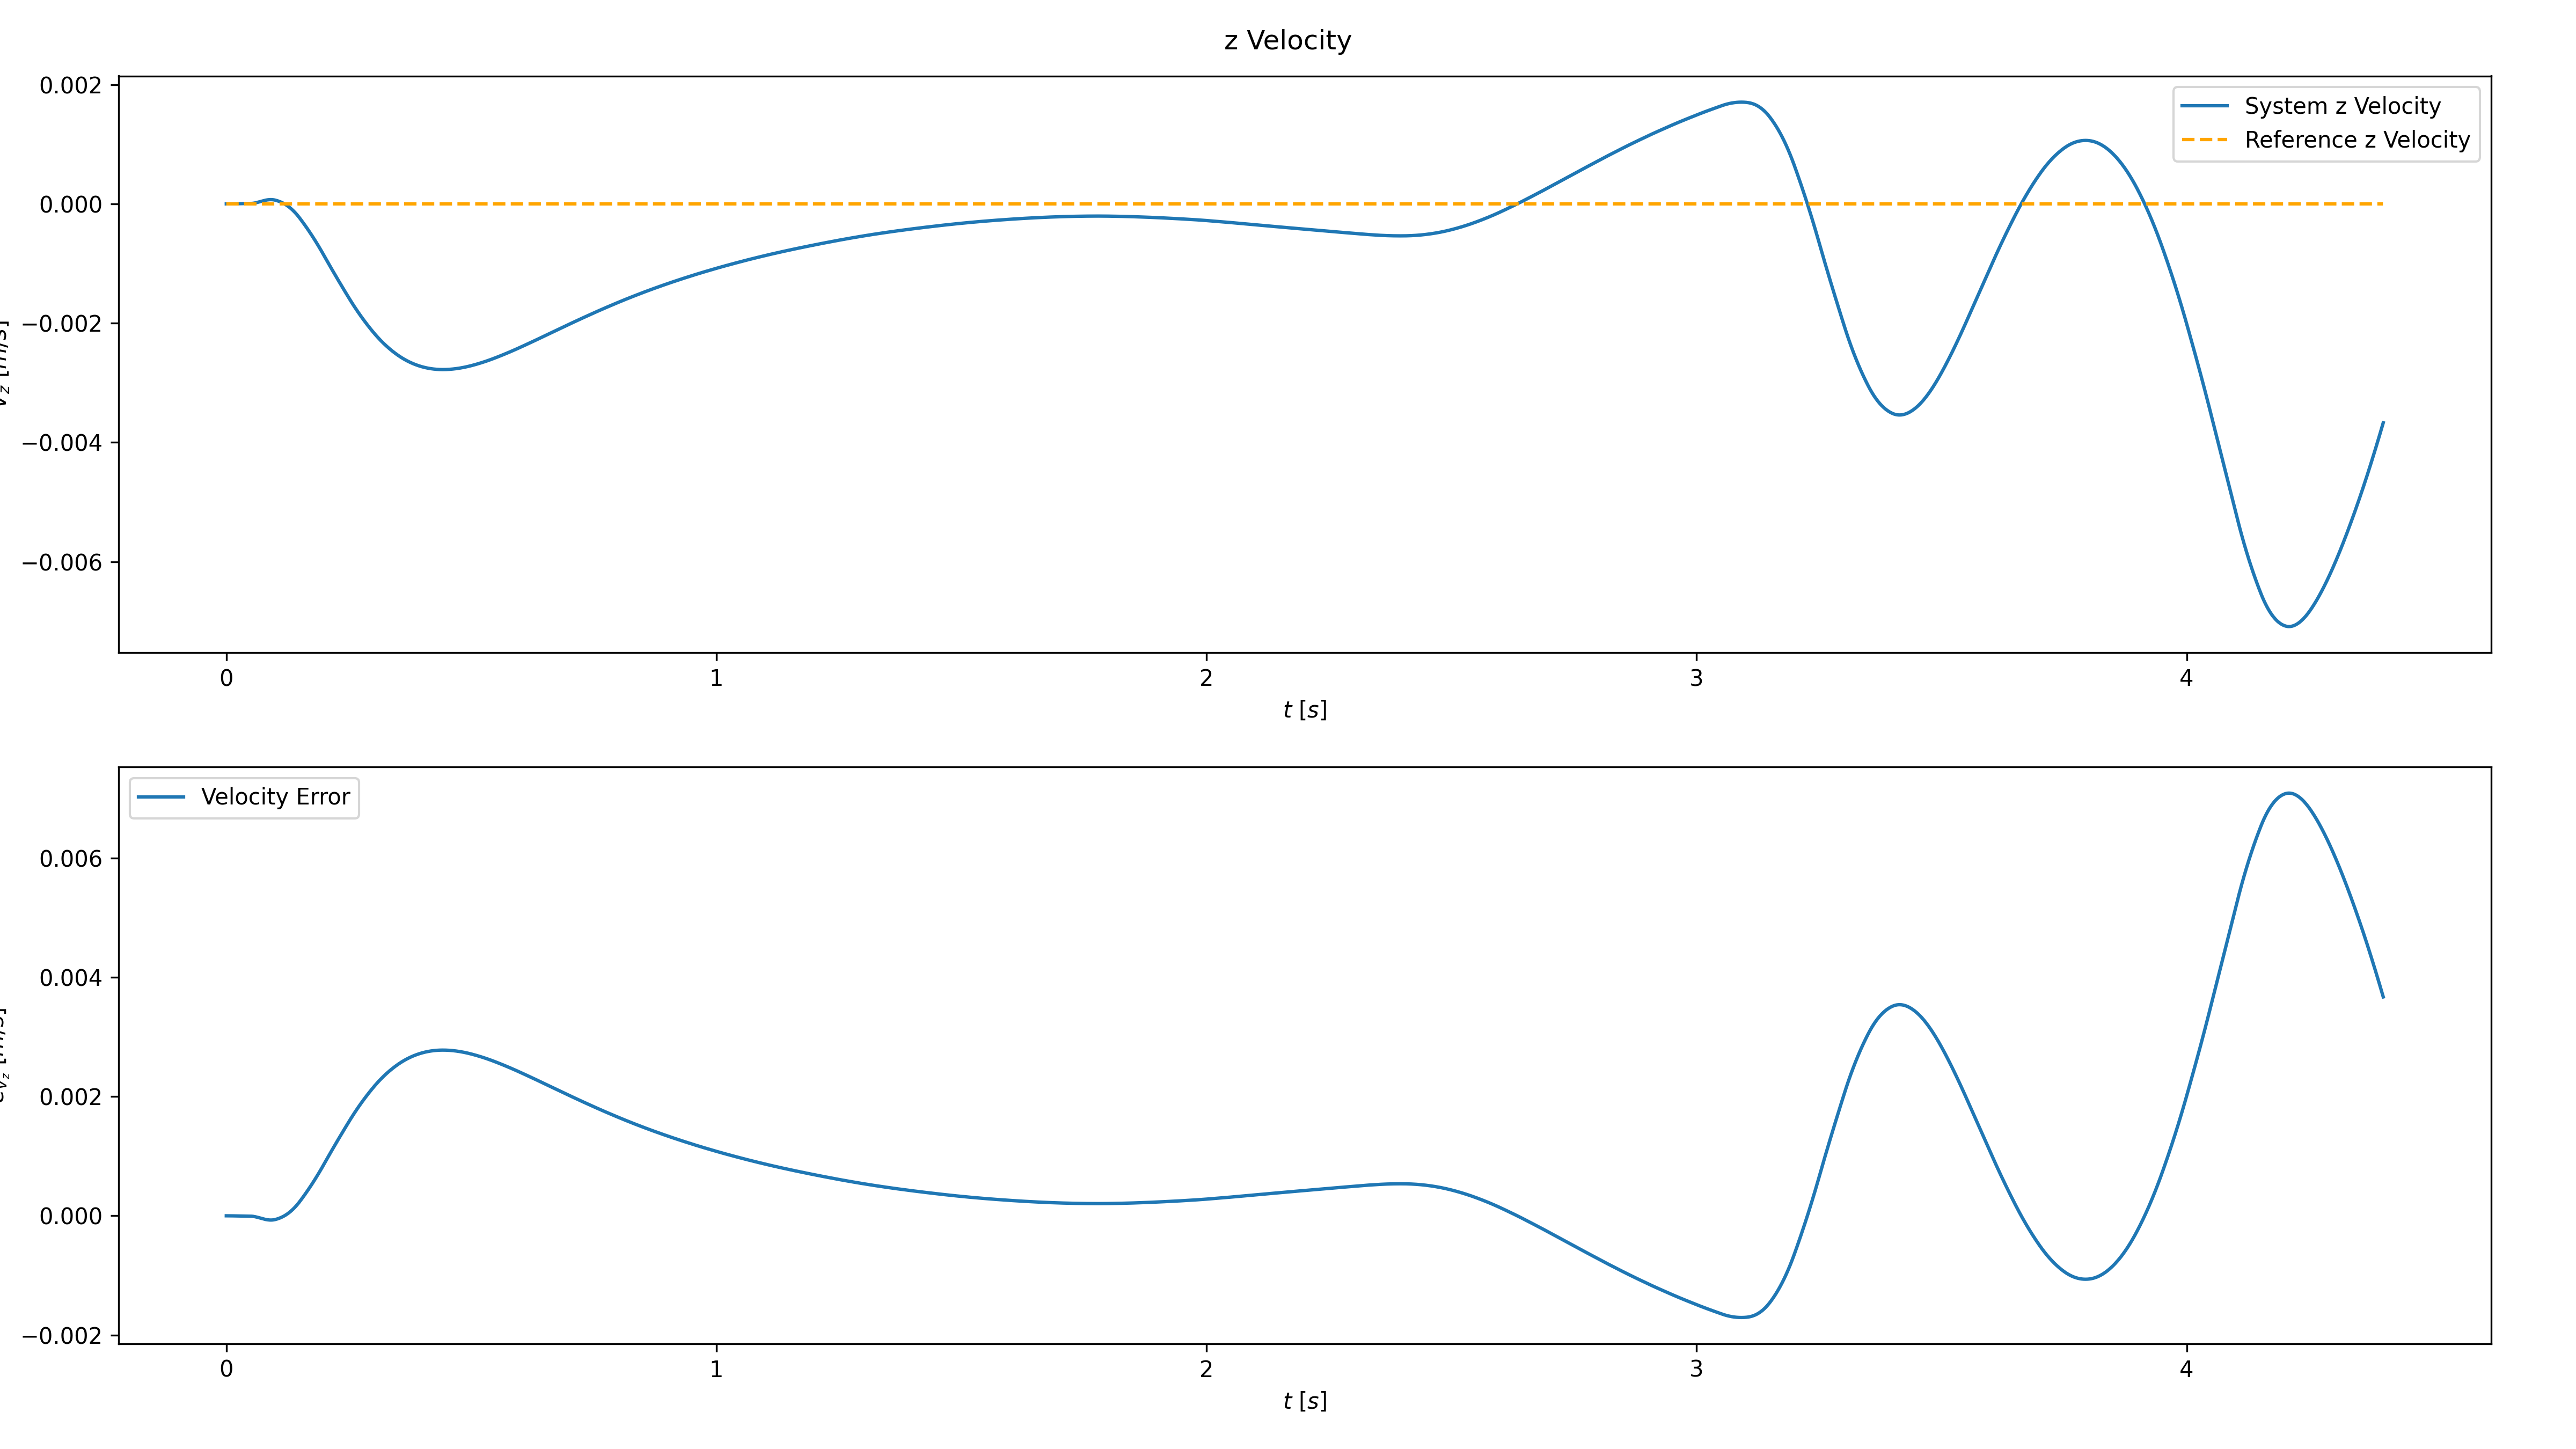 z Velocity
0.002
0.000
−0.002
−0.004
−0.006
System z Velocity
Reference z Velocity
0 1 2 3 4
t [s]
Velocity Error
0.006
0.004
0.002
0.000
−0.002
0 1 2 3 4
t [s]